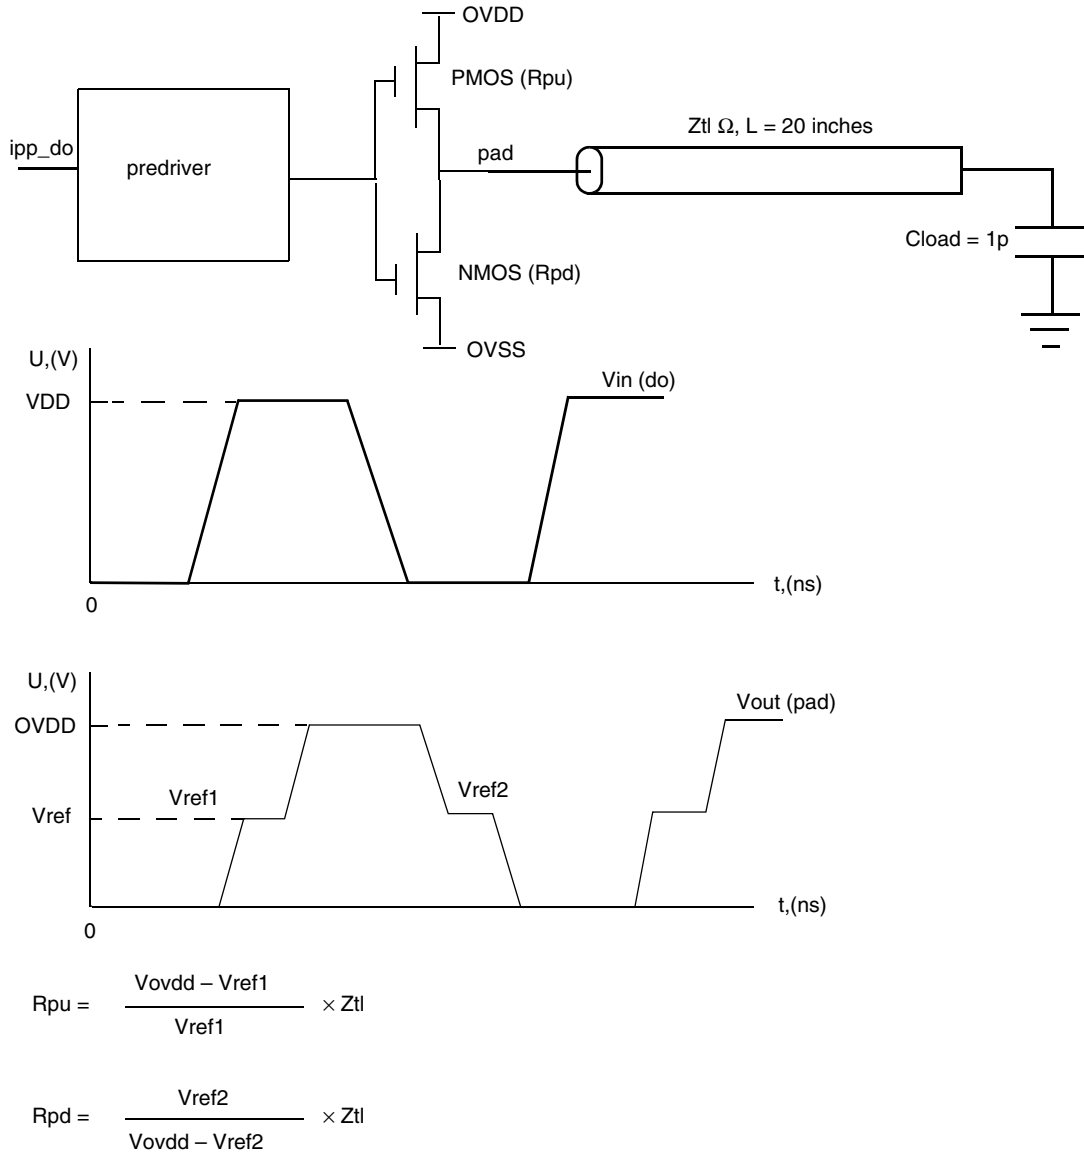 OVDD
PMOS (Rpu)
Ztl Ω, L = 20 inches
ipp_do
predriver
pad
Cload = 1p
NMOS (Rpd)
OVSS
U,(V)
VDD
Vin (do)
t,(ns)
0
U,(V)
OVDD
Vout (pad)
Vref1
Vref2
Vref
t,(ns)
0
Vovdd – Vref1
Rpu = × Ztl
Vref1
Vref2
Rpd = × Ztl
Vovdd – Vref2